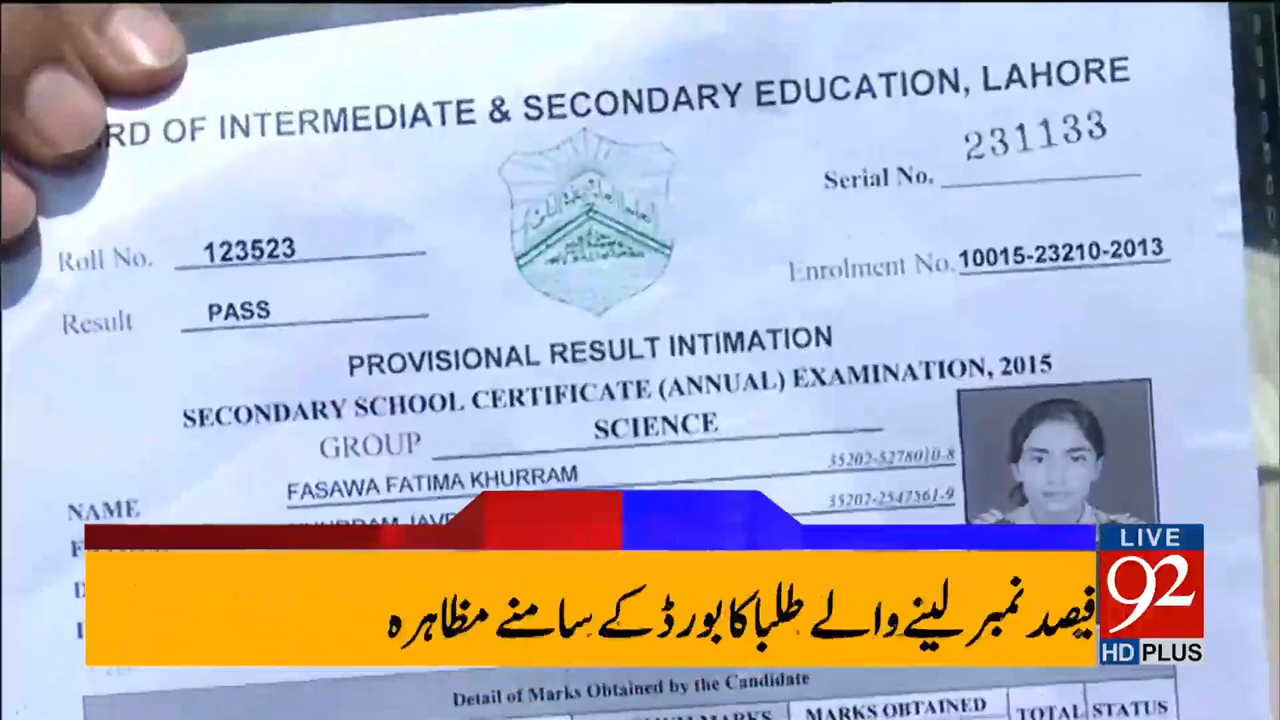 RD OF INTERMEDIATE & SECONDARY EDUCATION, LAHORE
231133
Serial No.
Roll No. 123523
Enrolment No. 10015-23210-2013
Result PASS
PROVISIONAL RESULT INTIMATION
SECONDARY SCHOOL CERTIFICATE (ANNUAL) EXAMINATION, 2015
GROUP SCIENCE
NAME FASAWA FATIMA KHURRAM 35202-5278010-8
35202-2547561-9
LIVE
92
HD PLUS
فیصد نمبر لینے والے طلبا کا بورڈ کے سامنے مظاہرہ
Detail of Marks Obtained by the Candidate
MARKS OBTAINED TOTAL STATUS